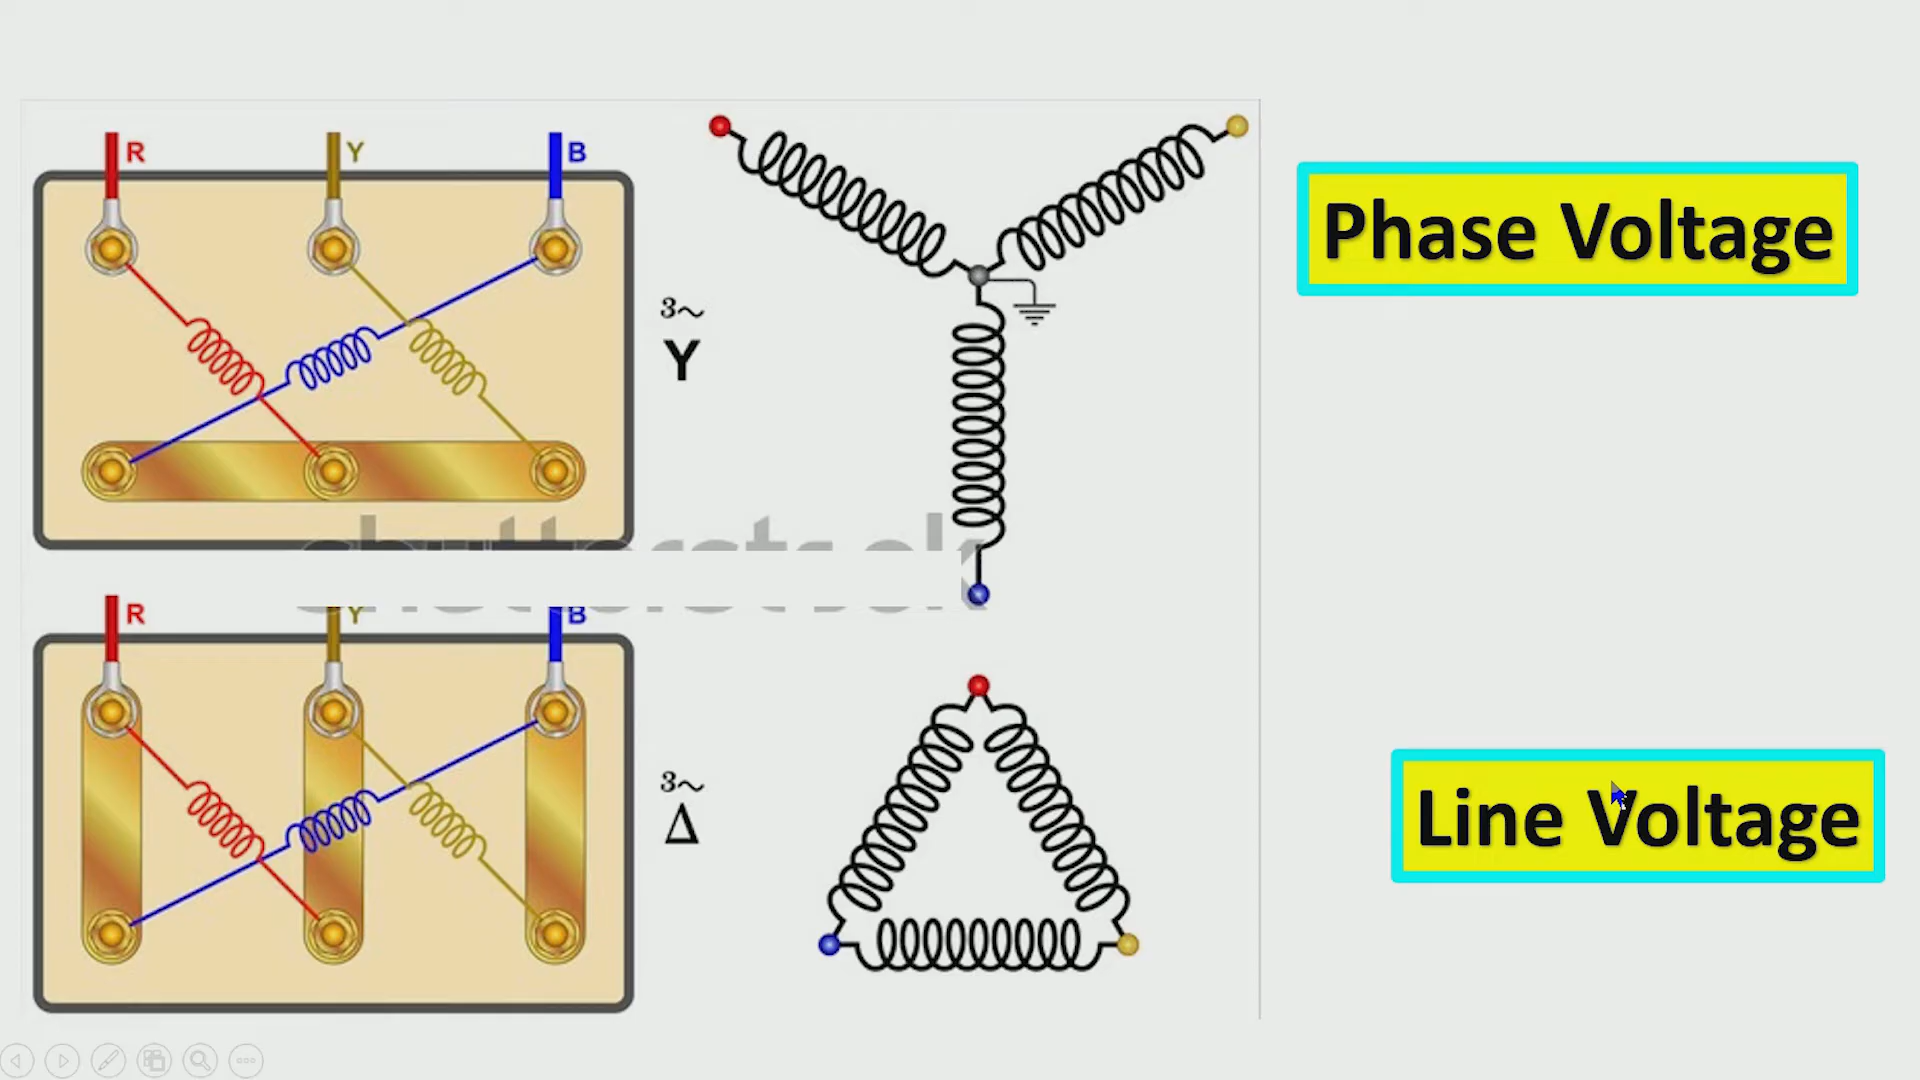 R Y B
3~
Y
Phase Voltage
R Y B
3~
Δ
Line Voltage